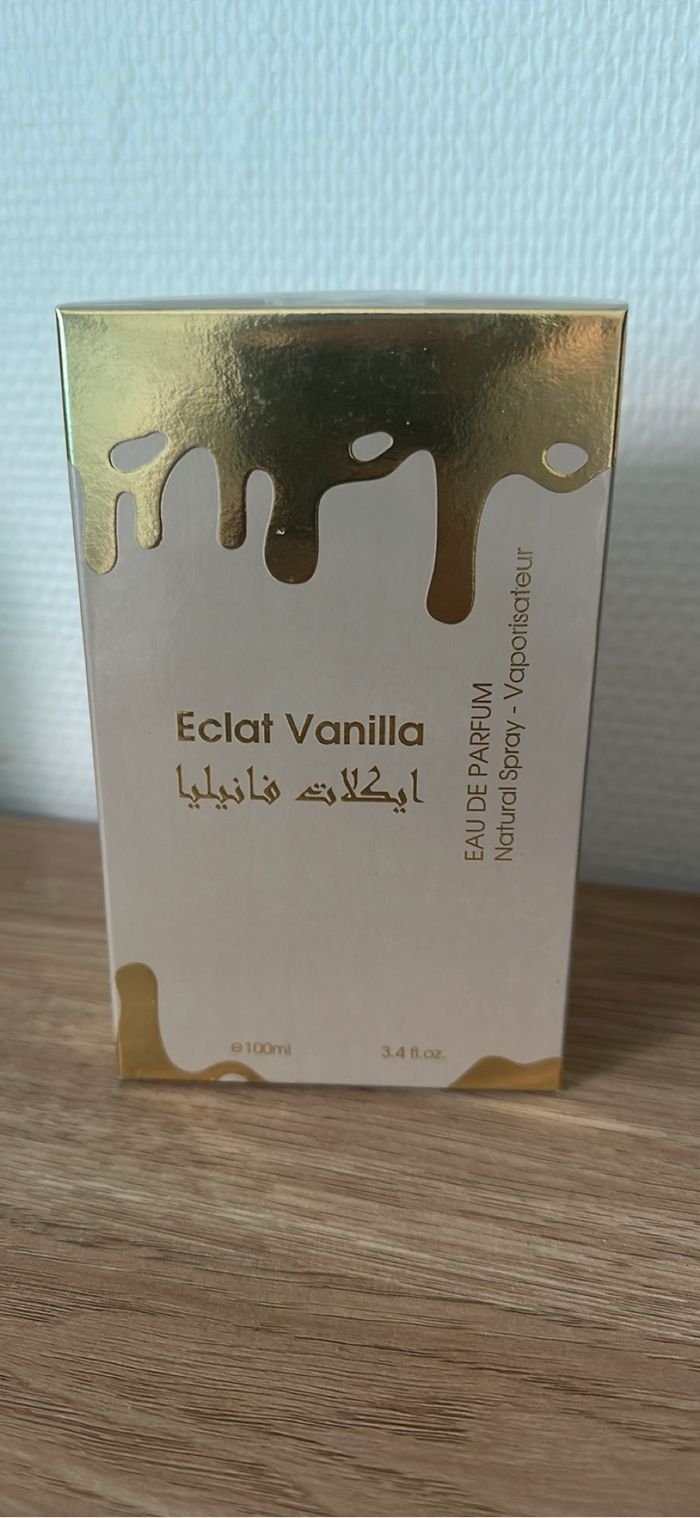 Eclat Vanilla
ايكلات فانيليا
EAU DE PARFUM
Natural Spray - Vaporisateur
e 100ml
3.4 fl.oz.